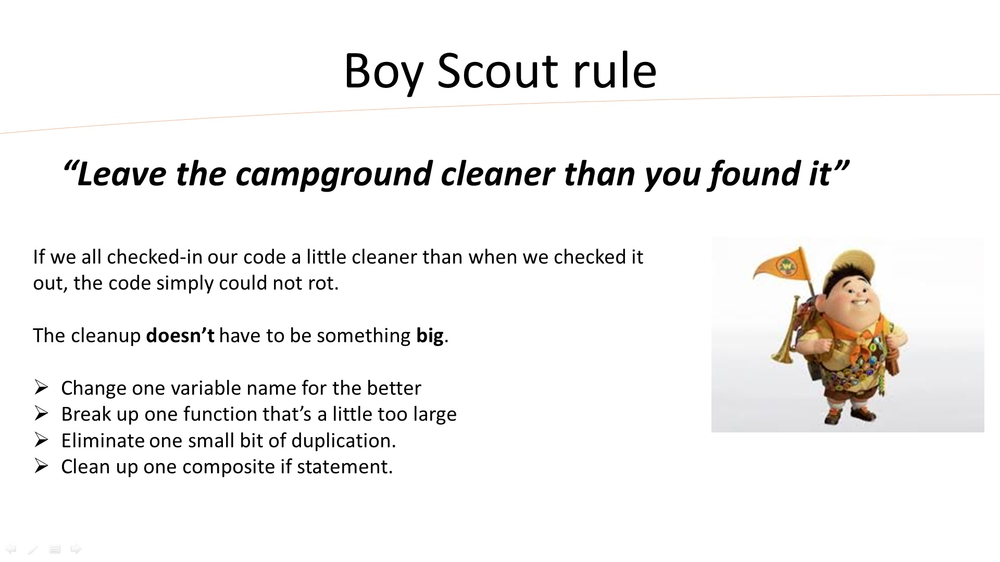 Boy Scout rule
“Leave the campground cleaner than you found it”
If we all checked-in our code a little cleaner than when we checked it
out, the code simply could not rot.
The cleanup doesn’t have to be something big.
➢ Change one variable name for the better
➢ Break up one function that’s a little too large
➢ Eliminate one small bit of duplication.
➢ Clean up one composite if statement.
W